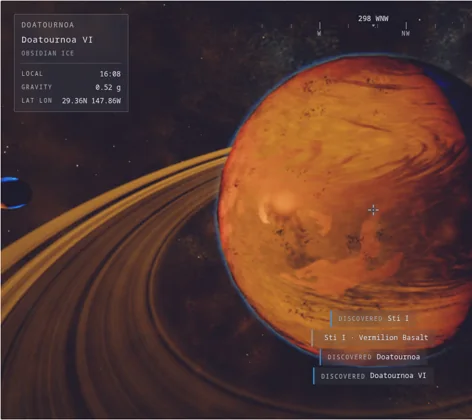 DOATOURNOA
Doatournoa VI
OBSIDIAN ICE
LOCAL 16:08
GRAVITY 0.52 g
LAT LON 29.36N 147.86W
298 WNW
W NW
DISCOVERED Sti I
Sti I · Vermilion Basalt
DISCOVERED Doatournoa
DISCOVERED Doatournoa VI